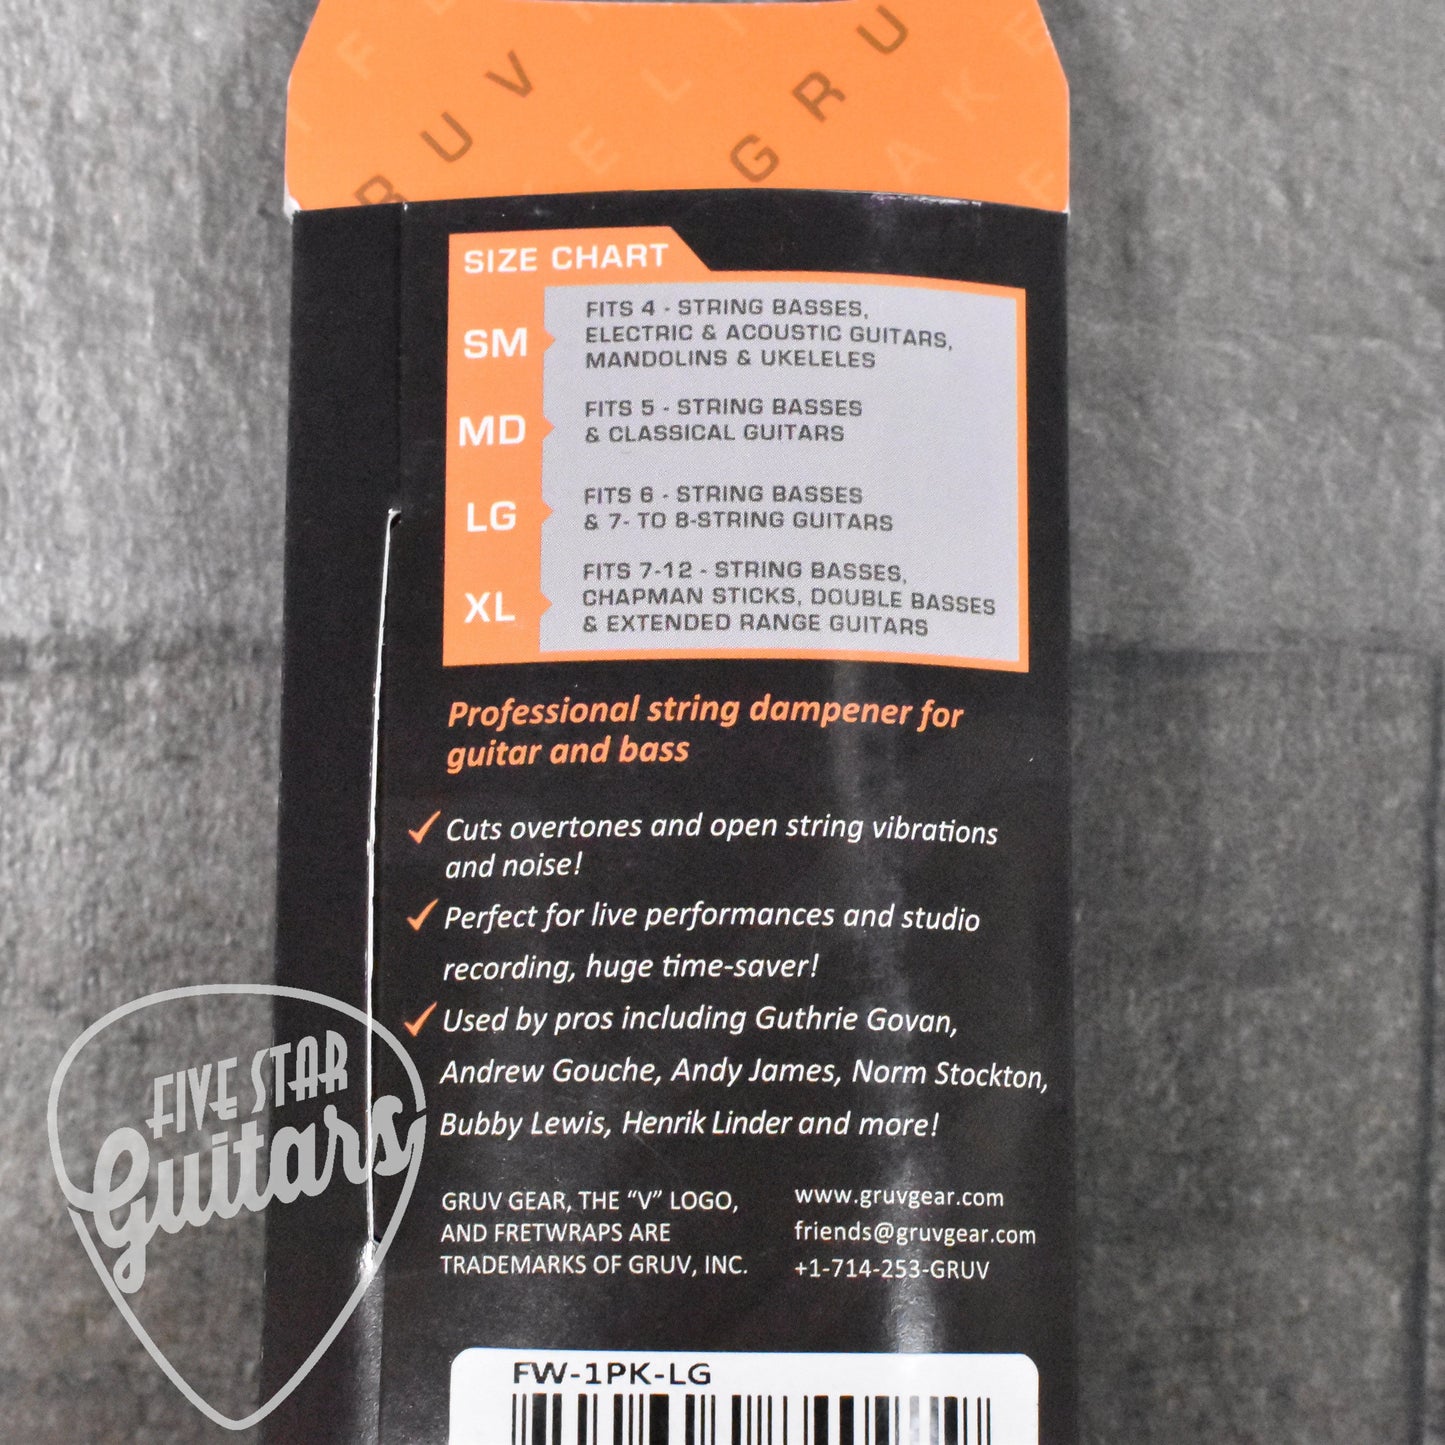 RUV
GRU
SIZE CHART
SM
FITS 4 - STRING BASSES,
ELECTRIC & ACOUSTIC GUITARS,
MANDOLINS & UKELELES
MD
FITS 5 - STRING BASSES
& CLASSICAL GUITARS
LG
FITS 6 - STRING BASSES
& 7- TO 8-STRING GUITARS
XL
FITS 7-12 - STRING BASSES,
CHAPMAN STICKS, DOUBLE BASSES
& EXTENDED RANGE GUITARS
Professional string dampener for
guitar and bass
Cuts overtones and open string vibrations
and noise!
Perfect for live performances and studio
recording, huge time-saver!
Used by pros including Guthrie Govan,
Andrew Gouche, Andy James, Norm Stockton,
Bubby Lewis, Henrik Linder and more!
GRUV GEAR, THE “V” LOGO,
AND FRETWRAPS ARE
TRADEMARKS OF GRUV, INC.
www.gruvgear.com
friends@gruvgear.com
+1-714-253-GRUV
FW-1PK-LG
FIVE STAR
Guitars